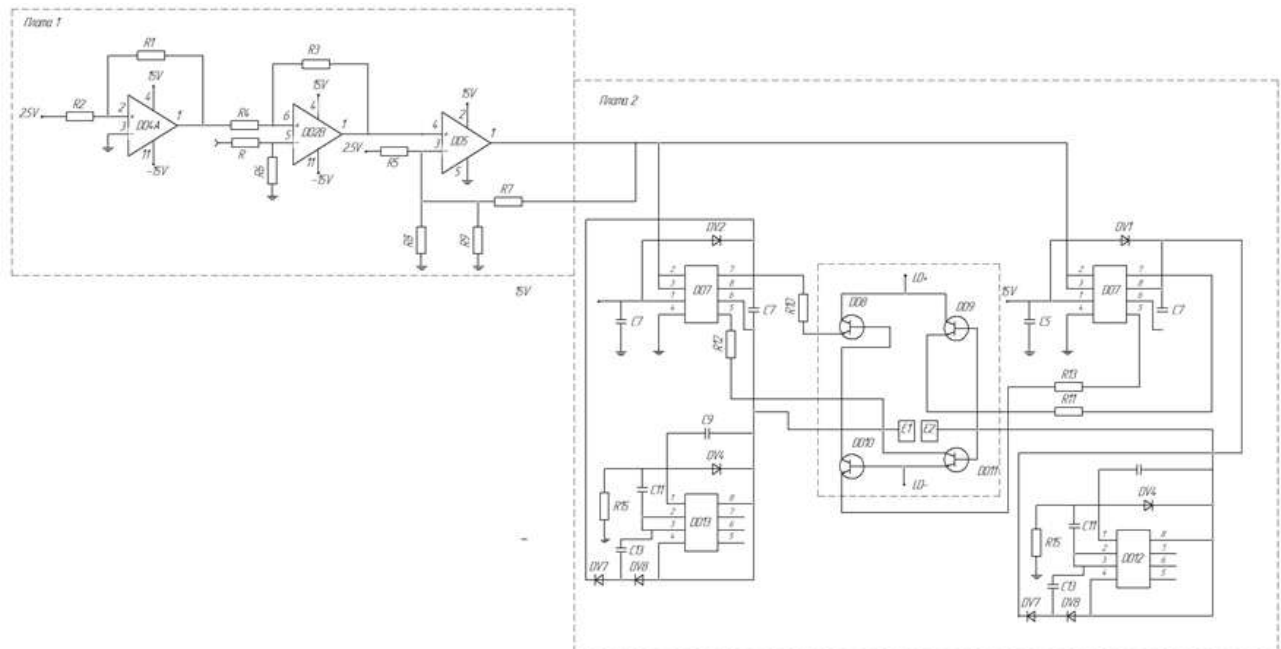 Плата 1
R1
R3
15V
15V
15V
R2
2.5V
4
2
1
3
DD4A
11
-15V
R4
R
R6
4
6
5
1
DD2B
11
-15V
2
4
3
1
DD5
5
2.5V
R5
R7
R8
R9
15V
Плата 2
DV2
DV1
2
3
1
4
DD7
7
8
6
5
C7
C7
R10
R12
LD+
DD8
DD9
15V
C5
2
3
1
4
DD7
7
8
6
5
C7
R13
R11
E1
E2
DD10
DD11
LD-
C9
DV4
C11
R15
1
2
3
4
DD13
8
7
6
5
C13
DV7
DV8
DV4
C11
R15
1
2
3
4
DD12
8
7
6
5
C13
DV7
DV8